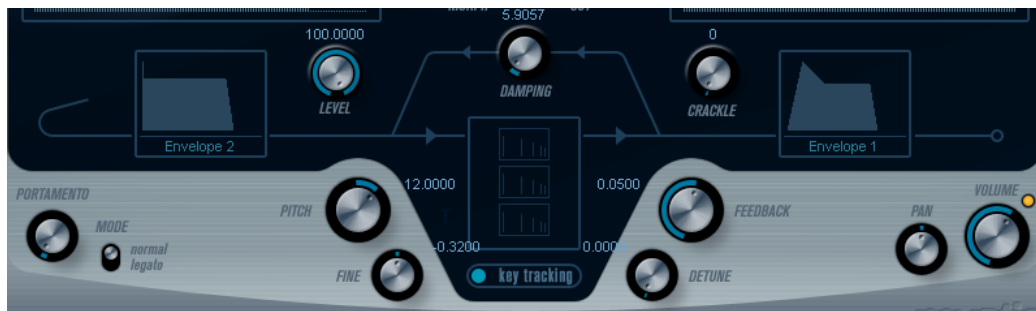 5.9057
100.0000
0
LEVEL
DAMPING
CRACKLE
Envelope 2
Envelope 1
PORTAMENTO
12.0000
0.0500
VOLUME
PITCH
FEEDBACK
PAN
MODE
normal
legato
-0.3200
0.0000
FINE
key tracking
DETUNE